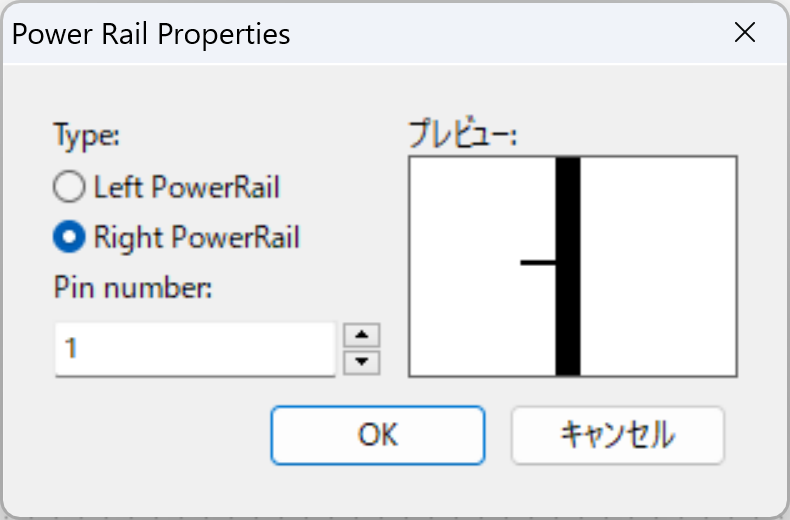 Power Rail Properties
Type:
プレビュー:
Left PowerRail
Right PowerRail
Pin number:
1
OK
キャンセル